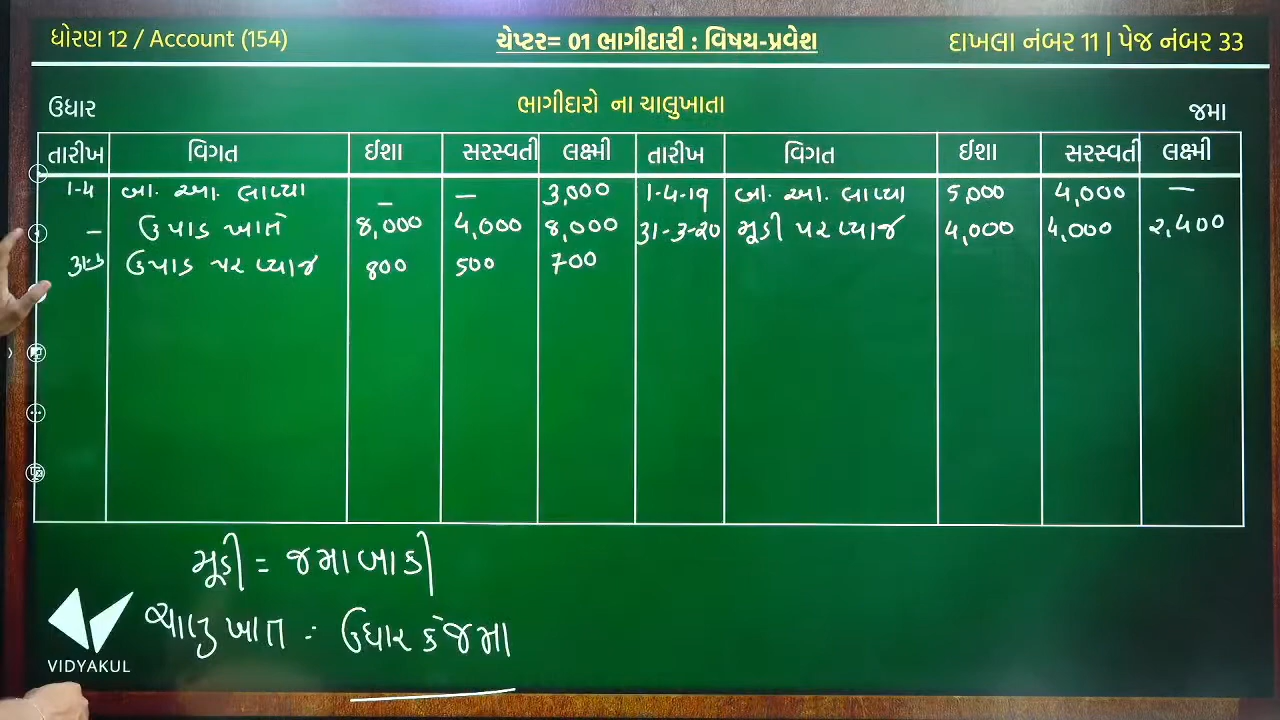 ધોરણ 12 / Account (154) ચેપ્ટર= 01 ભાગીદારી : વિષય-પ્રવેશ દાખલા નંબર 11 | પેજ નંબર 33
ઉધાર ભાગીદારો ના ચાલુખાતા જમા
તારીખ વિગત ઈશા સરસ્વતી લક્ષ્મી તારીખ વિગત ઈશા સરસ્વતી લક્ષ્મી
1-4 બા. આ. લાવ્યા — — 3,000 1-4-19 બા. આ. લાવ્યા 5,000 4,000 —
— ઉપાડ ખાતે 8,000 4,000 8,000 31-3-20 મૂડી પર વ્યાજ 4,000 4,000 2,400
31-3 ઉપાડ પર વ્યાજ 800 500 700
મૂડી = જમાબાકી
ચાલુ ખાતા = ઉધાર કે જમા
VIDYAKUL